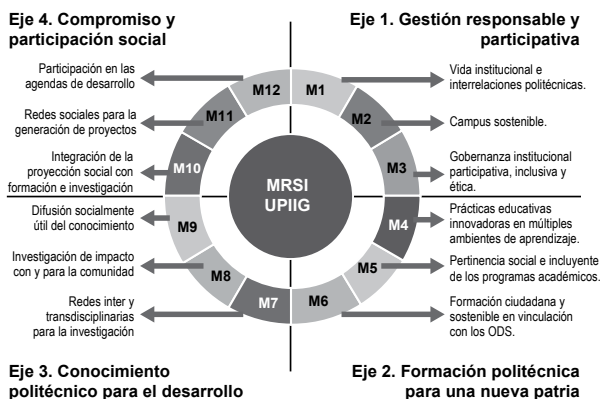 Eje 4. Compromiso y
participación social
Eje 1. Gestión responsable y
participativa
Participación en las
agendas de desarrollo
Redes sociales para la
generación de proyectos
Integración de la
proyección social con
formación e investigación
Difusión socialmente
útil del conocimiento
Investigación de impacto
con y para la comunidad
Redes inter y
transdisciplinarias
para la investigación
M12
M1
M11
M2
M10
M3
M9
M4
M8
M5
M7
M6
MRSI
UPIIG
Vida institucional e
interrelaciones politécnicas.
Campus sostenible.
Gobernanza institucional
participativa, inclusiva y
ética.
Prácticas educativas
innovadoras en múltiples
ambientes de aprendizaje.
Pertinencia social e incluyente
de los programas académicos.
Formación ciudadana y
sostenible en vinculación
con los ODS.
Eje 3. Conocimiento
politécnico para el desarrollo
Eje 2. Formación politécnica
para una nueva patria